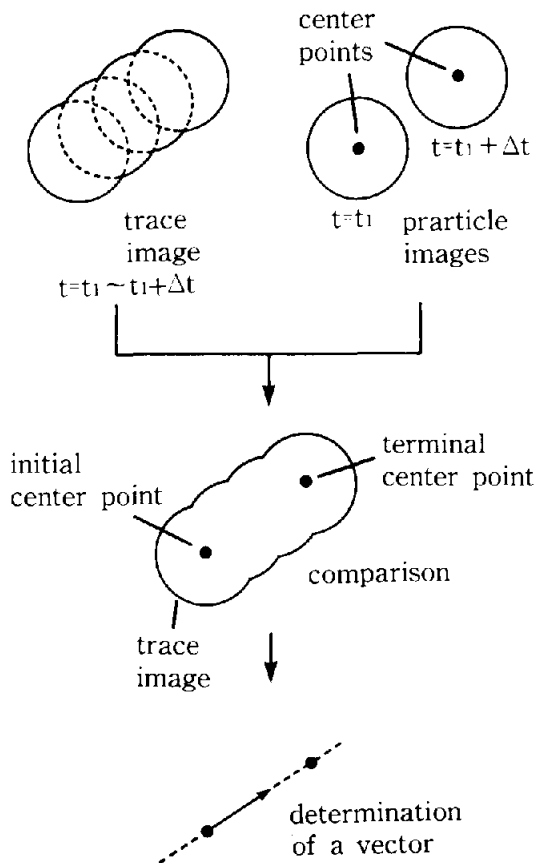 center
points
t=t1+Δt
t=t1
trace
image
t=t1~t1+Δt
prarticle
images
initial
center point
terminal
center point
comparison
trace
image
determination
of a vector